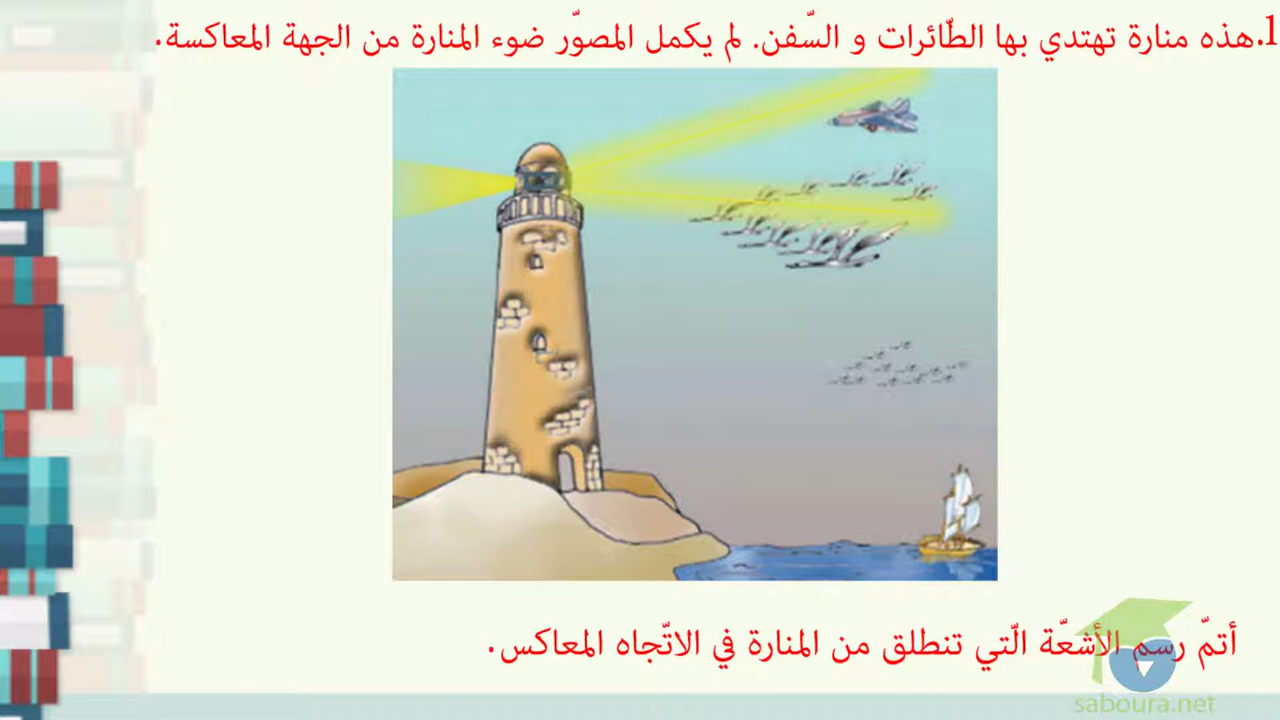 1.هذه منارة تهتدي بها الطّائرات و السّفن. لم يكمل المصوّر ضوء المنارة من الجهة المعاكسة.
أتمّ رسم الأشعّة الّتي تنطلق من المنارة في الاتّجاه المعاكس.
saboura.net